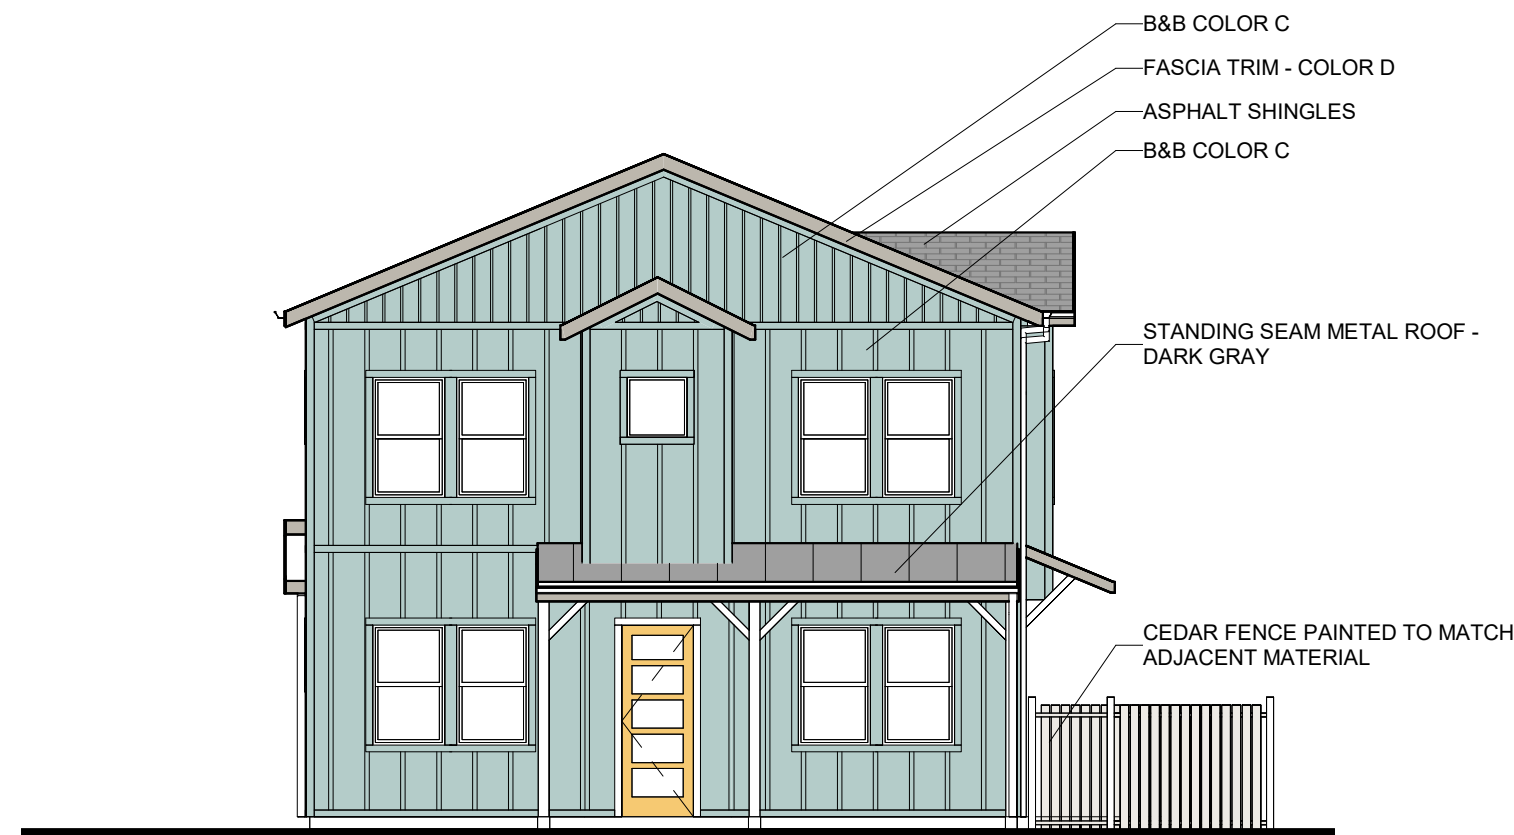 B&B COLOR C
FASCIA TRIM - COLOR D
ASPHALT SHINGLES
B&B COLOR C
STANDING SEAM METAL ROOF -
DARK GRAY
CEDAR FENCE PAINTED TO MATCH
ADJACENT MATERIAL